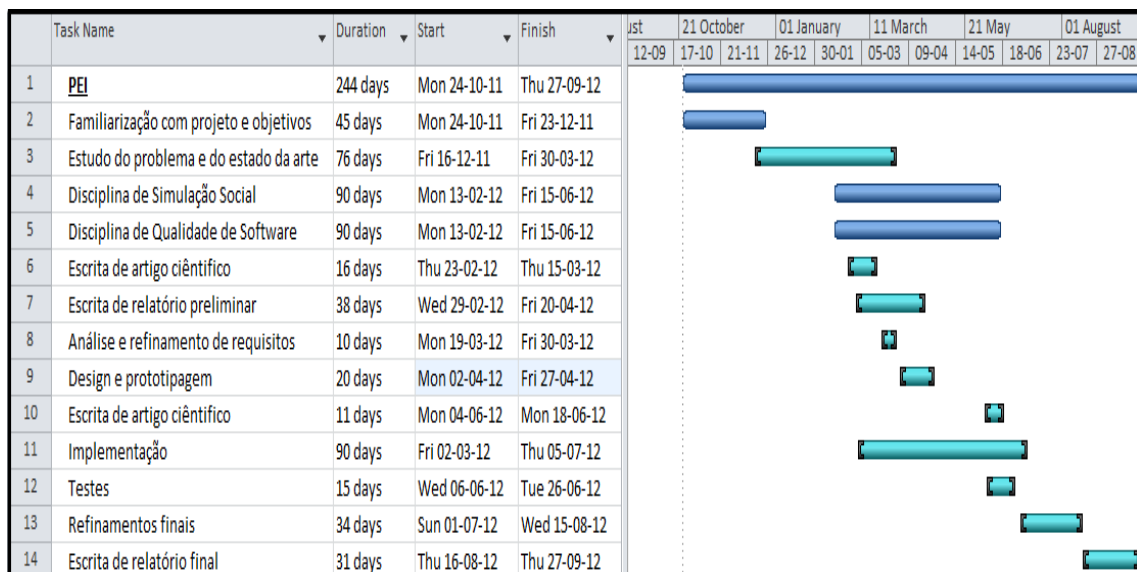 Task Name Duration Start Finish ust 21 October 01 January 11 March 21 May 01 August
12-09 17-10 21-11 26-12 30-01 05-03 09-04 14-05 18-06 23-07 27-08
1 PEI 244 days Mon 24-10-11 Thu 27-09-12
2 Familiarização com projeto e objetivos 45 days Mon 24-10-11 Fri 23-12-11
3 Estudo do problema e do estado da arte 76 days Fri 16-12-11 Fri 30-03-12
4 Disciplina de Simulação Social 90 days Mon 13-02-12 Fri 15-06-12
5 Disciplina de Qualidade de Software 90 days Mon 13-02-12 Fri 15-06-12
6 Escrita de artigo ciêntifico 16 days Thu 23-02-12 Thu 15-03-12
7 Escrita de relatório preliminar 38 days Wed 29-02-12 Fri 20-04-12
8 Análise e refinamento de requisitos 10 days Mon 19-03-12 Fri 30-03-12
9 Design e prototipagem 20 days Mon 02-04-12 Fri 27-04-12
10 Escrita de artigo ciêntifico 11 days Mon 04-06-12 Mon 18-06-12
11 Implementação 90 days Fri 02-03-12 Thu 05-07-12
12 Testes 15 days Wed 06-06-12 Tue 26-06-12
13 Refinamentos finais 34 days Sun 01-07-12 Wed 15-08-12
14 Escrita de relatório final 31 days Thu 16-08-12 Thu 27-09-12